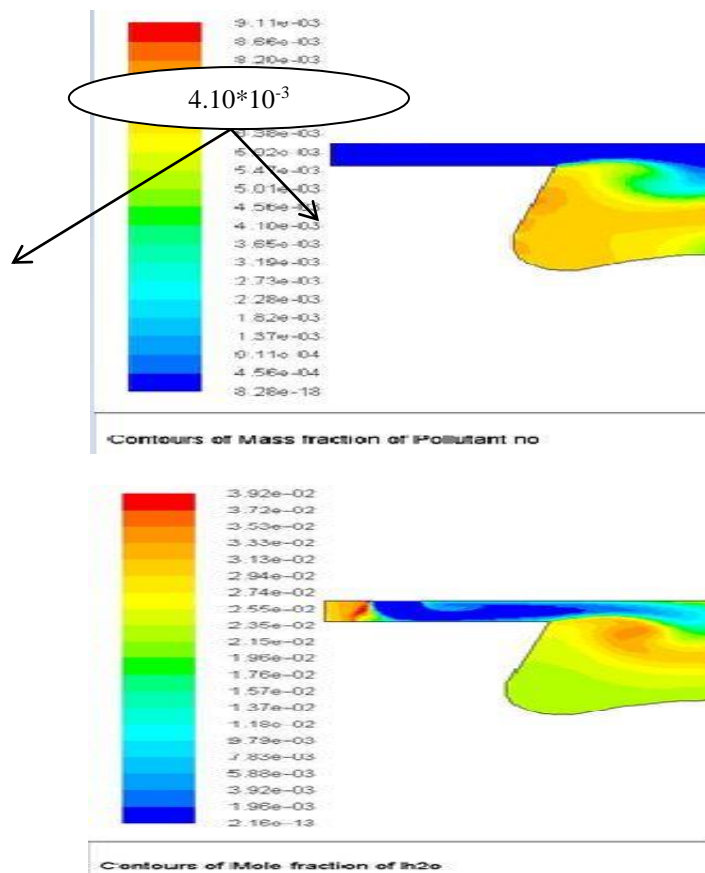 9.11e-03
8.66e-03
8.20e-03
4.10*10-3
5.92e-03
5.47e-03
5.01e-03
4.56e-03
4.10e-03
3.65e-03
3.19e-03
2.73e-03
2.28e-03
1.82e-03
1.37e-03
9.11e-04
4.56e-04
8.28e-18
Contours of Mass fraction of Pollutant no
3.92e-02
3.72e-02
3.53e-02
3.33e-02
3.13e-02
2.94e-02
2.74e-02
2.55e-02
2.35e-02
2.15e-02
1.96e-02
1.76e-02
1.57e-02
1.37e-02
1.18e-02
9.79e-03
7.83e-03
5.88e-03
3.92e-03
1.96e-03
2.16e-13
Contours of Mole fraction of h2o